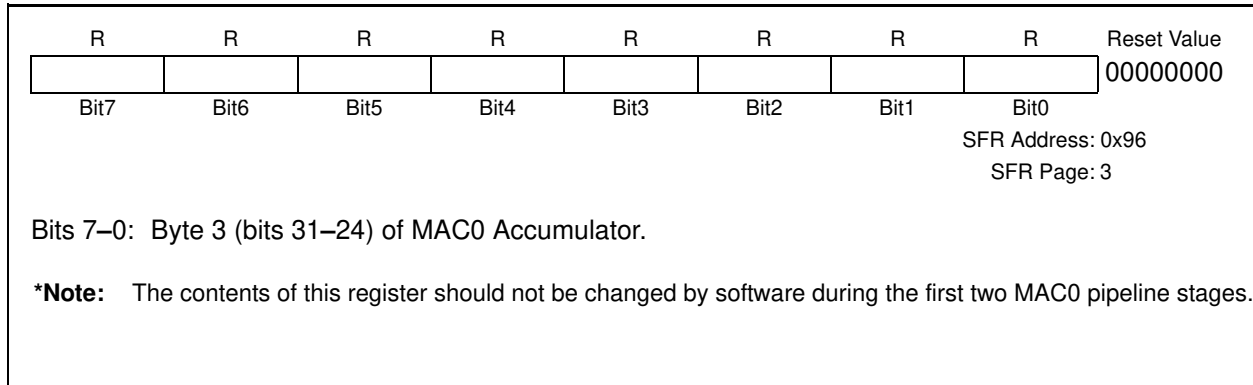 R R R R R R R R Reset Value
00000000
Bit7 Bit6 Bit5 Bit4 Bit3 Bit2 Bit1 Bit0
SFR Address: 0x96
SFR Page: 3
Bits 7–0: Byte 3 (bits 31–24) of MAC0 Accumulator.
*Note: The contents of this register should not be changed by software during the first two MAC0 pipeline stages.